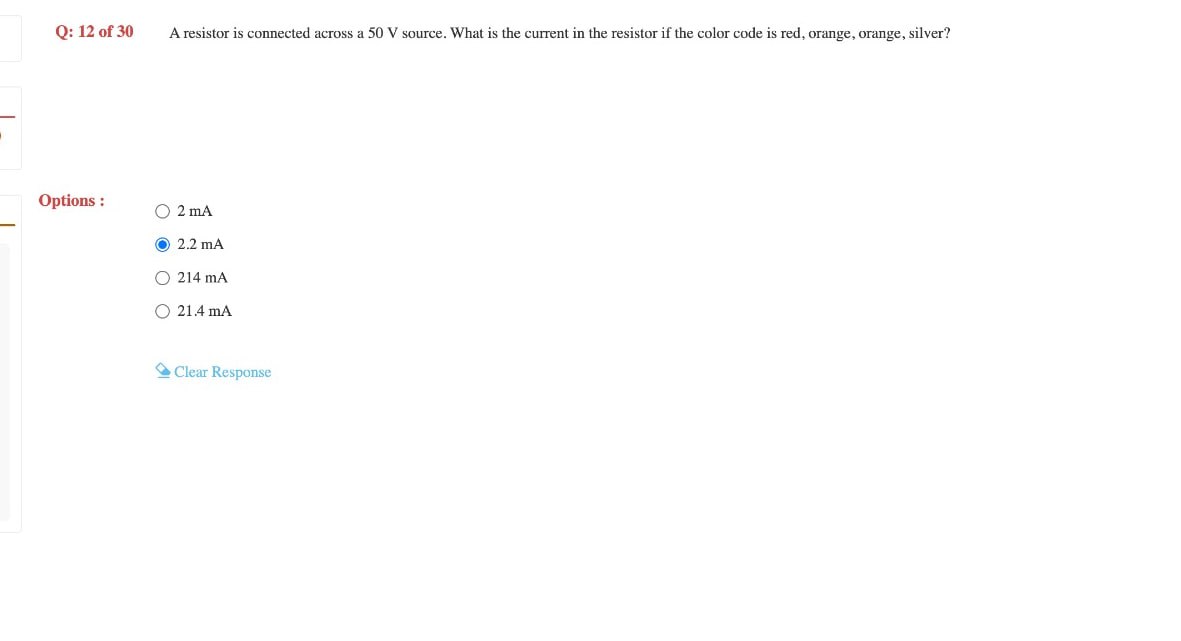 Q: 12 of 30 A resistor is connected across a 50 V source. What is the current in the resistor if the color code is red, orange, orange, silver?
Options :
2 mA
2.2 mA
214 mA
21.4 mA
Clear Response